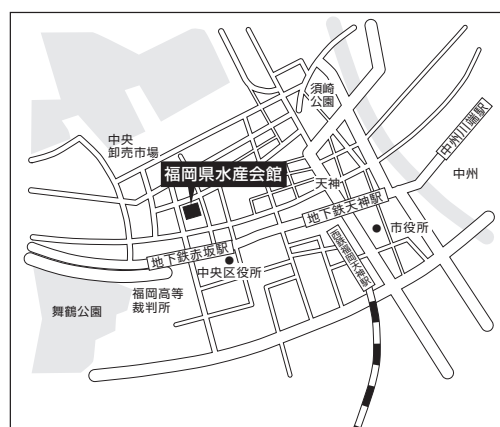 須崎
公園
中央
卸売市場
中州川端駅
福岡県水産会館
天神
中州
地下鉄天神駅
市役所
地下鉄赤坂駅
西鉄福岡天神駅
中央区役所
福岡高等
裁判所
舞鶴公園